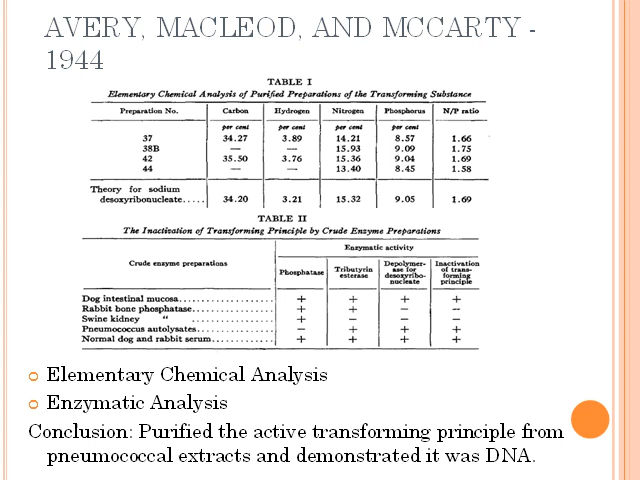 AVERY, MACLEOD, AND MCCARTY -
1944
TABLE I
Elementary Chemical Analysis of Purified Preparations of the Transforming Substance
Preparation No. Carbon Hydrogen Nitrogen Phosphorus N/P ratio
per cent per cent per cent per cent
37 34.27 3.89 14.21 8.57 1.66
38B — — 15.93 9.09 1.75
42 35.50 3.76 15.36 9.04 1.69
44 — — 13.40 8.45 1.58
Theory for sodium
desoxyribonucleate..... 34.20 3.21 15.32 9.05 1.69
TABLE II
The Inactivation of Transforming Principle by Crude Enzyme Preparations
Crude enzyme preparations Enzymatic activity
Phosphatase Tributyrin esterase Depolymer-ase for desoxyribo-nucleate Inactivation of trans-forming principle
Dog intestinal mucosa................... + + + +
Rabbit bone phosphatase................. + + − −
Swine kidney “ .................... + − − −
Pneumococcus autolysates............... − + + +
Normal dog and rabbit serum............. + + + +
Elementary Chemical Analysis
Enzymatic Analysis
Conclusion: Purified the active transforming principle from
pneumococcal extracts and demonstrated it was DNA.